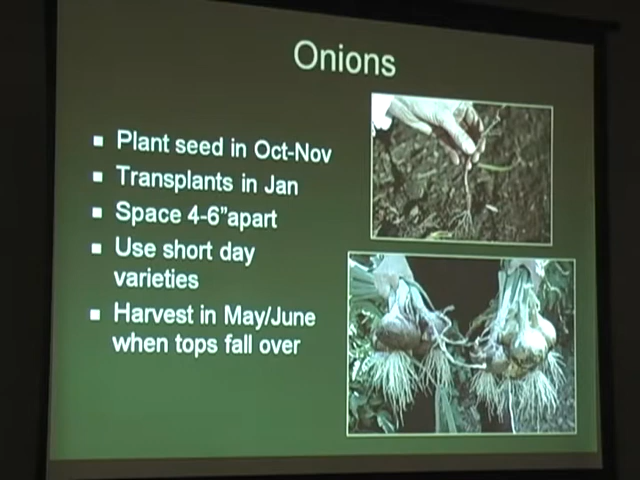 Onions
Plant seed in Oct-Nov
Transplants in Jan
Space 4-6"apart
Use short day
varieties
Harvest in May/June
when tops fall over